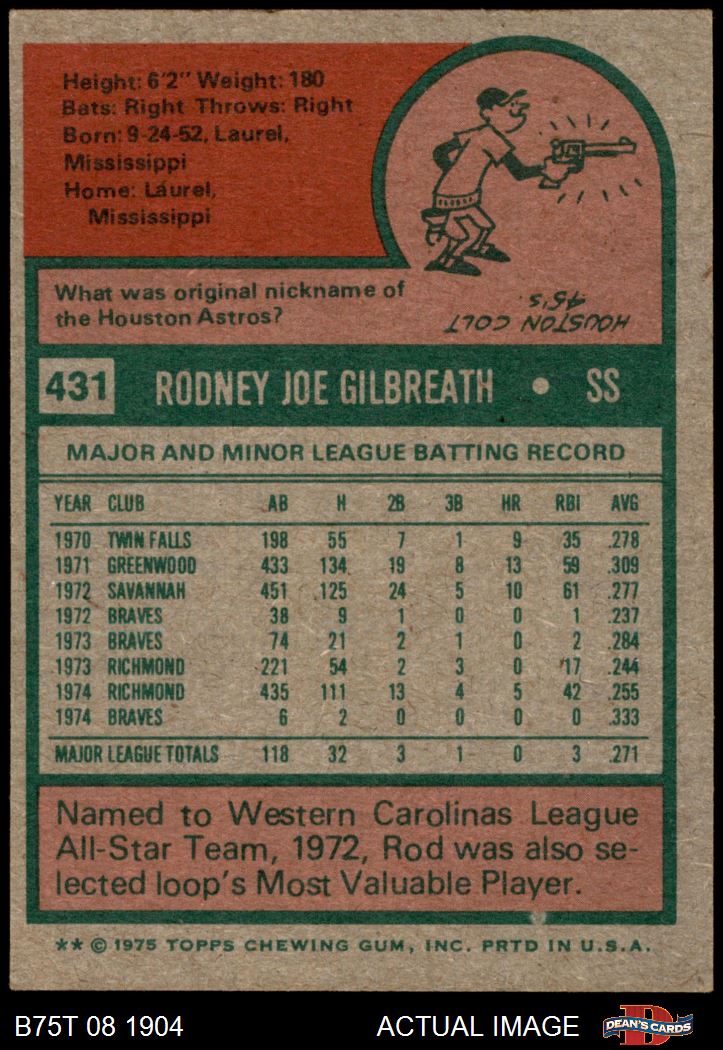 Height: 6'2" Weight: 180
Bats: Right Throws: Right
Born: 9-24-52, Laurel,
Mississippi
Home: Laurel,
Mississippi
What was original nickname of
the Houston Astros?
HOUSTON COLT
45'S.
431 RODNEY JOE GILBREATH • SS
MAJOR AND MINOR LEAGUE BATTING RECORD
YEAR CLUB AB H 2B 3B HR RBI AVG
1970 TWIN FALLS 198 55 7 1 9 35 .278
1971 GREENWOOD 433 134 19 8 13 59 .309
1972 SAVANNAH 451 125 24 5 10 61 .277
1972 BRAVES 38 9 1 0 0 1 .237
1973 BRAVES 74 21 2 1 0 2 .284
1973 RICHMOND 221 54 2 3 0 17 .244
1974 RICHMOND 435 111 13 4 5 42 .255
1974 BRAVES 6 2 0 0 0 0 .333
MAJOR LEAGUE TOTALS 118 32 3 1 0 3 .271
Named to Western Carolinas League
All-Star Team, 1972, Rod was also se-
lected loop's Most Valuable Player.
** © 1975 TOPPS CHEWING GUM, INC. PRTD IN U.S.A.
B75T 08 1904 ACTUAL IMAGE D DEAN'S CARDS